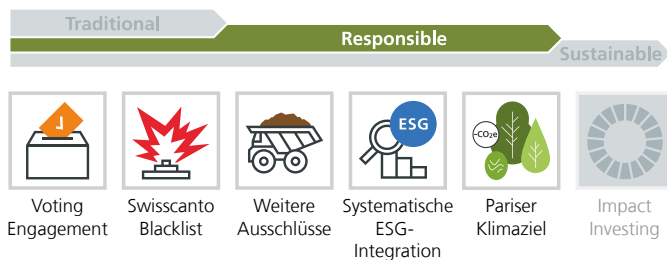 Traditional
Responsible
Sustainable
ESG
-CO₂e
Voting
Engagement
Swisscanto
Blacklist
Weitere
Ausschlüsse
Systematische
ESG-
Integration
Pariser
Klimaziel
Impact
Investing